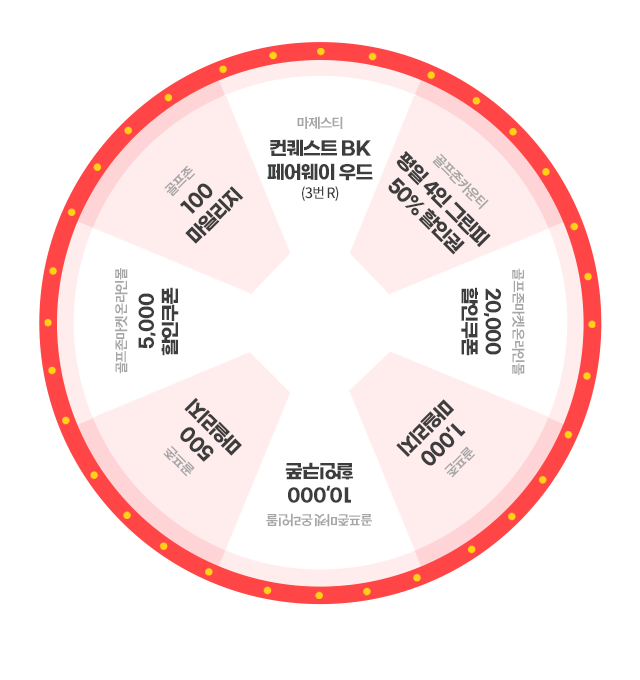 마제스티
컨퀘스트 BK
페어웨이 우드
(3번 R)
골프존카운티
평일 4인 그린피
50% 할인권
골프존마켓 온라인몰
20,000
할인쿠폰
골프존
1,000
마일리지
골프존마켓 온라인몰
10,000
할인쿠폰
골프존
500
마일리지
골프존마켓 온라인몰
5,000
할인쿠폰
골프존
100
마일리지